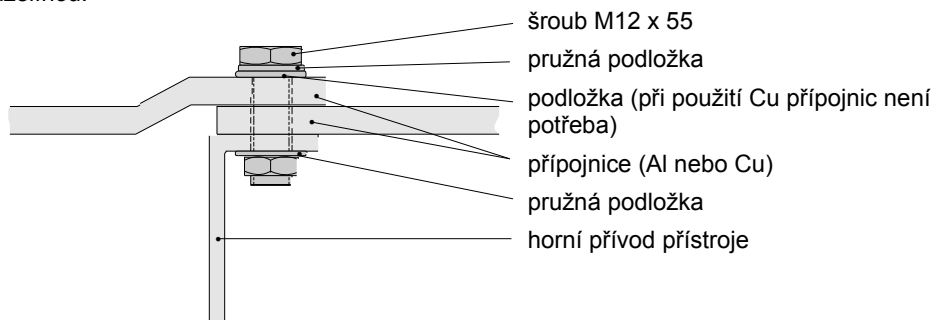 šroub M12 x 55
pružná podložka
podložka (při použití Cu přípojnic není
potřeba)
přípojnice (Al nebo Cu)
pružná podložka
horní přívod přístroje